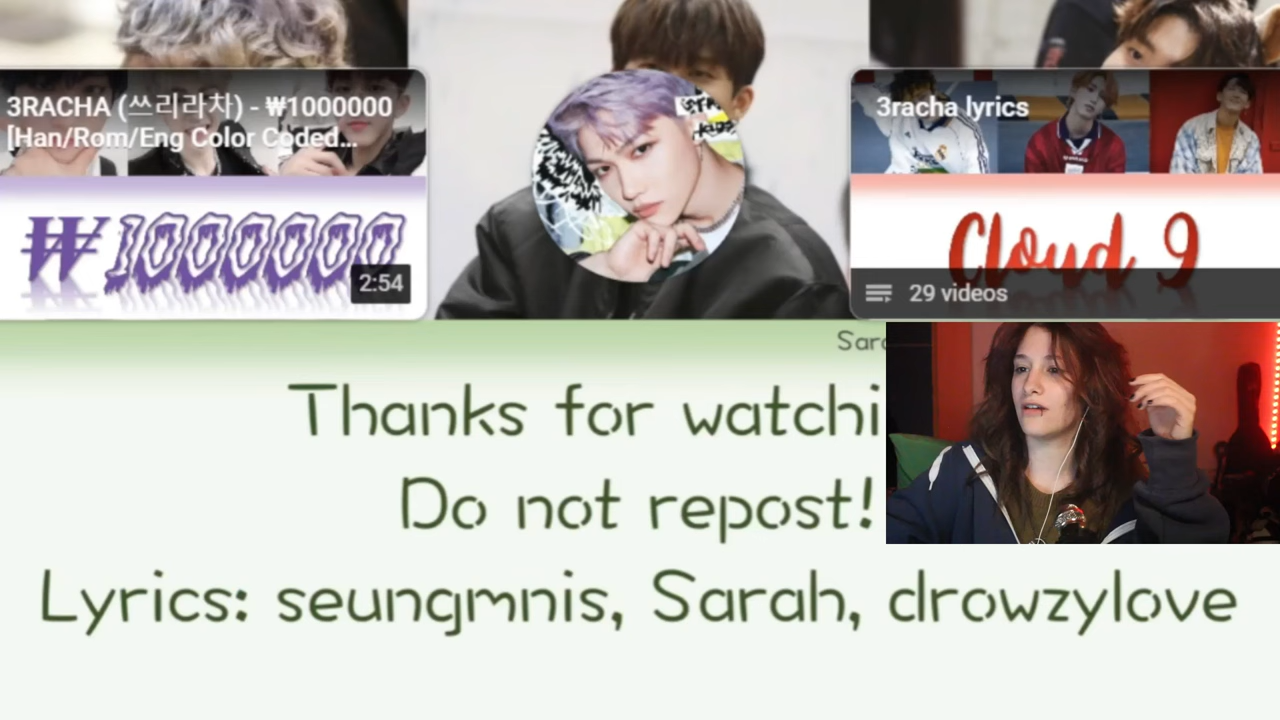 3RACHA (쓰리라차) - ₩1000000
[Han/Rom/Eng Color Coded...
₩1000000
2:54
3racha lyrics
Cloud 9
29 videos
Thanks for watchi
Do not repost!
Lyrics: seungmnis, Sarah, drowzylove